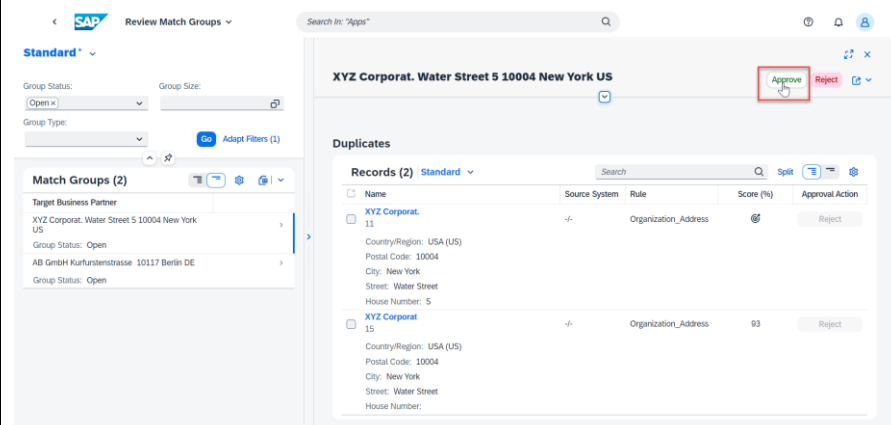 SAP Review Match Groups
Search In: "Apps"
Standard*
Group Status:
Group Size:
Open ×
Group Type:
Go Adapt Filters (1)
Match Groups (2)
Target Business Partner
XYZ Corporat. Water Street 5 10004 New York
US
Group Status: Open
AB GmbH Kurfurstenstrasse 10117 Berlin DE
Group Status: Open
XYZ Corporat. Water Street 5 10004 New York US
Approve Reject
Duplicates
Records (2) Standard
Search
Split
Name Source System Rule Score (%) Approval Action
XYZ Corporat.
11
-/- Organization_Address Reject
Country/Region: USA (US)
Postal Code: 10004
City: New York
Street: Water Street
House Number: 5
XYZ Corporat
15
-/- Organization_Address 93 Reject
Country/Region: USA (US)
Postal Code: 10004
City: New York
Street: Water Street
House Number: